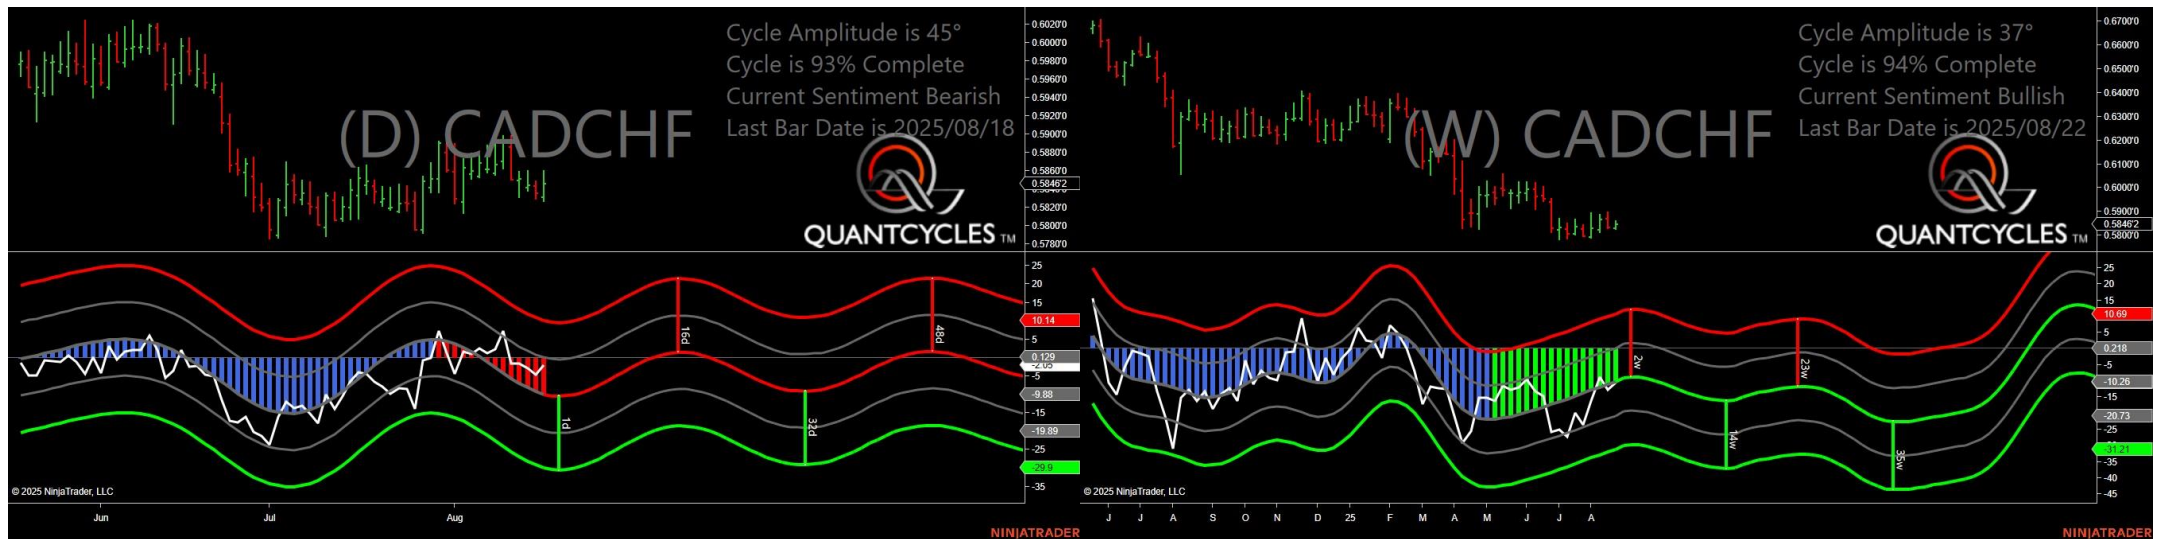 Cycle Amplitude is 45°
Cycle is 93% Complete
Current Sentiment Bearish
Last Bar Date is 2025/08/18
(D) CADCHF
QUANTCYCLES TM
0.6020'0
0.6000'0
0.5980'0
0.5960'0
0.5940'0
0.5920'0
0.5900'0
0.5880'0
0.5860'0
0.5846'2
0.5820'0
0.5800'0
0.5780'0
25
20
15
10.14
5
0.129
-2.05
-5
-9.88
-15
-19.89
-25
-29.9
-35
16d
48d
1d
32d
© 2025 NinjaTrader, LLC
Jun
Jul
Aug
NINJATRADER
Cycle Amplitude is 37°
Cycle is 94% Complete
Current Sentiment Bullish
Last Bar Date is 2025/08/22
(W) CADCHF
QUANTCYCLES TM
0.6700'0
0.6600'0
0.6500'0
0.6400'0
0.6300'0
0.6200'0
0.6100'0
0.6000'0
0.5900'0
0.5846'2
0.5800'0
25
20
15
10.69
5
0.218
-5
-10.26
-15
-20.73
-25
-31.21
-35
-40
-45
2w
23w
14w
35w
© 2025 NinjaTrader, LLC
J
J
A
S
O
N
D
25
F
M
A
M
J
J
A
NINJATRADER